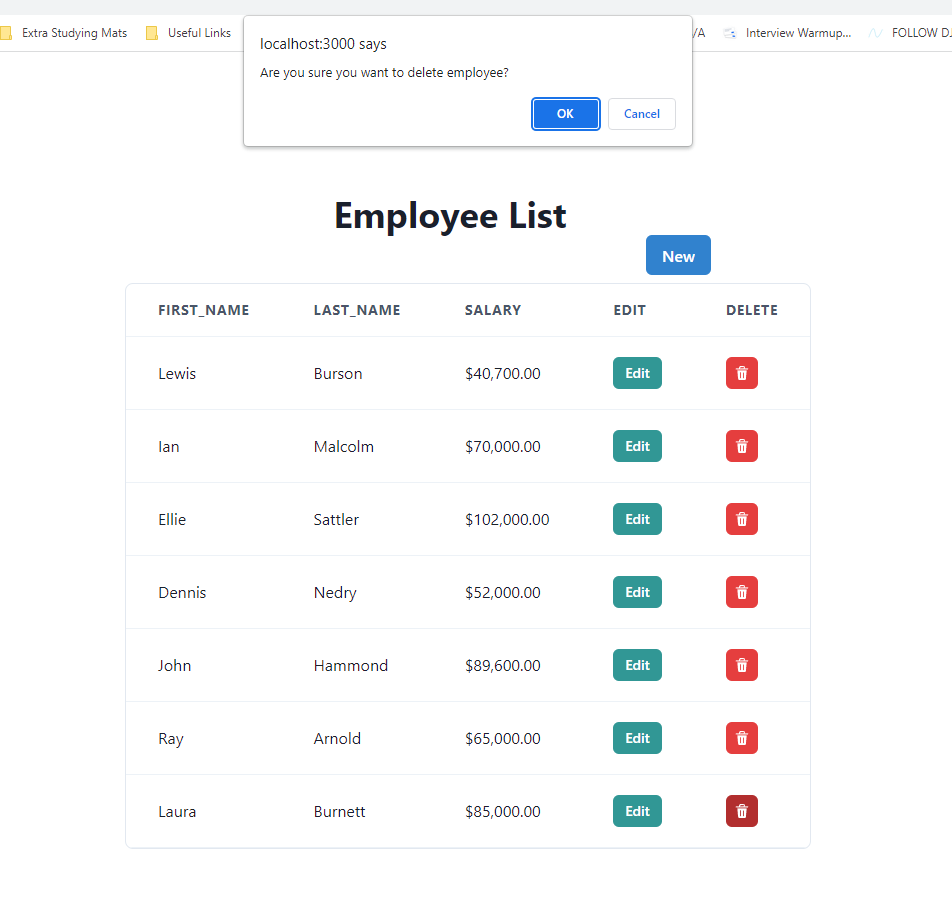 Extra Studying Mats Useful Links /A Interview Warmup... FOLLOW DJ
localhost:3000 says
Are you sure you want to delete employee?
OK Cancel
Employee List
New
FIRST_NAME LAST_NAME SALARY EDIT DELETE
Lewis Burson $40,700.00 Edit
Ian Malcolm $70,000.00 Edit
Ellie Sattler $102,000.00 Edit
Dennis Nedry $52,000.00 Edit
John Hammond $89,600.00 Edit
Ray Arnold $65,000.00 Edit
Laura Burnett $85,000.00 Edit